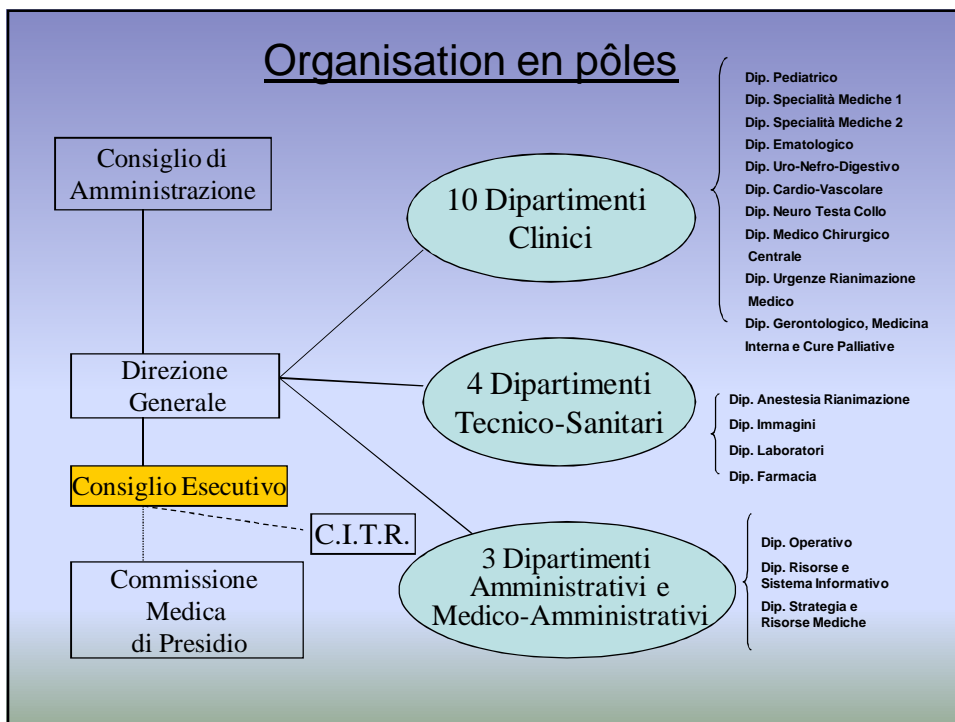 Organisation en pôles
Consiglio di
Amministrazione
Direzione
Generale
Consiglio Esecutivo
C.I.T.R.
Commissione
Medica
di Presidio
10 Dipartimenti
Clinici
Dip. Pediatrico
Dip. Specialità Mediche 1
Dip. Specialità Mediche 2
Dip. Ematologico
Dip. Uro-Nefro-Digestivo
Dip. Cardio-Vascolare
Dip. Neuro Testa Collo
Dip. Medico Chirurgico
Centrale
Dip. Urgenze Rianimazione
Medico
Dip. Gerontologico, Medicina
Interna e Cure Palliative
4 Dipartimenti
Tecnico-Sanitari
Dip. Anestesia Rianimazione
Dip. Immagini
Dip. Laboratori
Dip. Farmacia
3 Dipartimenti
Amministrativi e
Medico-Amministrativi
Dip. Operativo
Dip. Risorse e
Sistema Informativo
Dip. Strategia e
Risorse Mediche